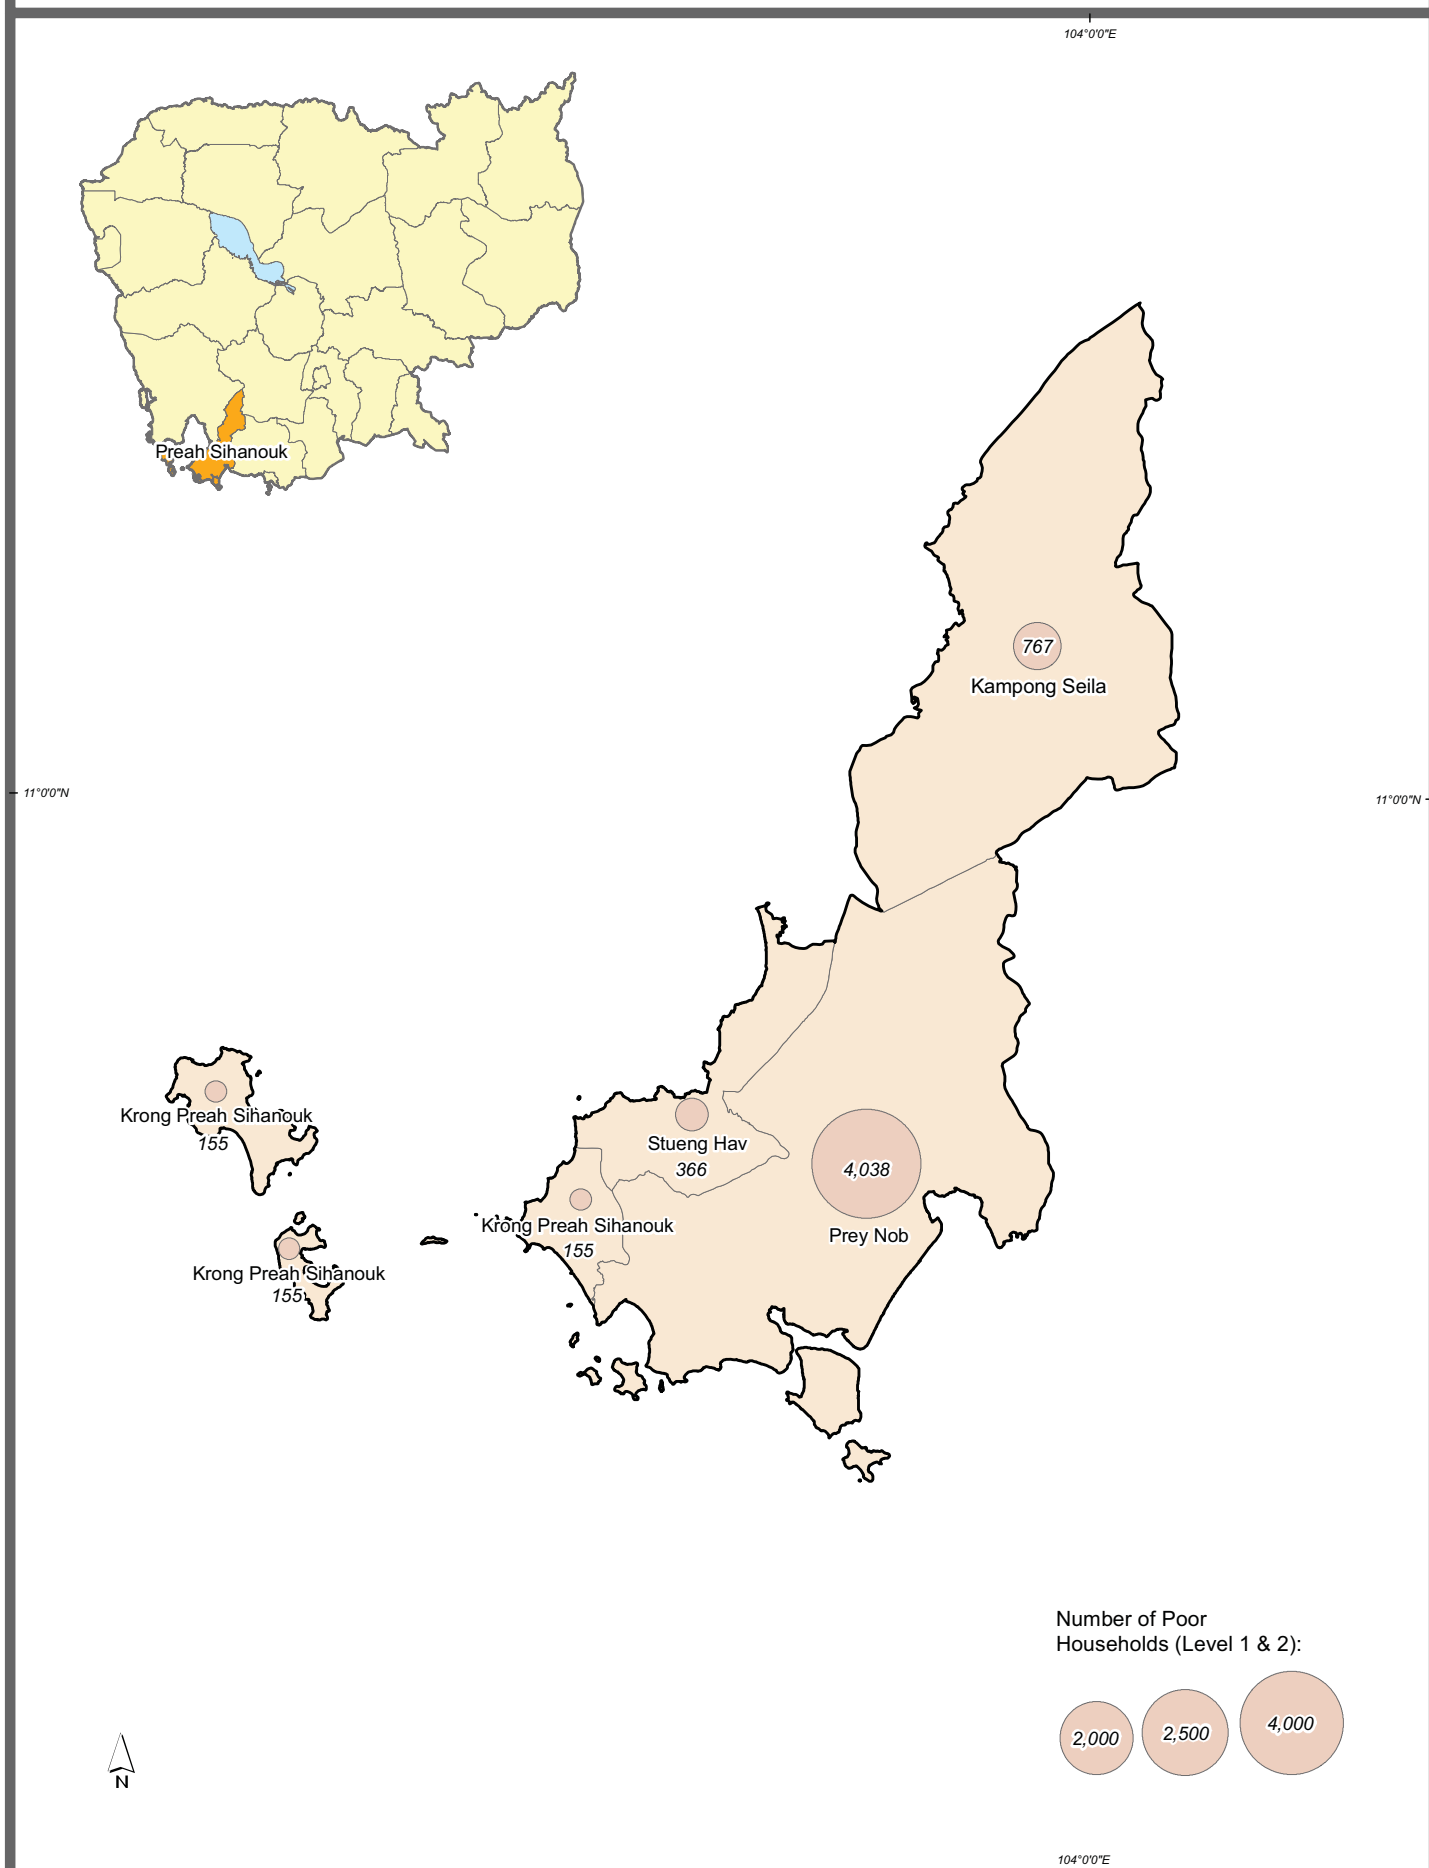 104°0'0"E
Preah Sihanouk
767
Kampong Seila
11°0'0"N
11°0'0"N
Krong Preah Sihanouk
155
Stueng Hav
366
4,038
Prey Nob
Krong Preah Sihanouk
155
Krong Preah Sihanouk
155
Number of Poor
Households (Level 1 & 2):
2,000
2,500
4,000
N
104°0'0"E